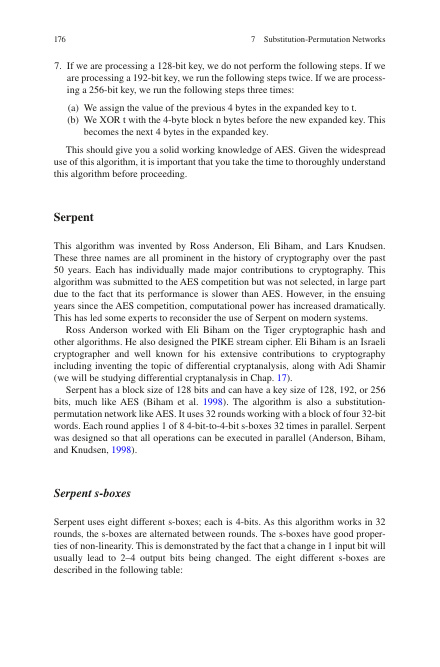 176
7 Substitution-Permutation Networks
7. If we are processing a 128-bit key, we do not perform the following steps. If we
are processing a 192-bit key, we run the following steps twice. If we are process-
ing a 256-bit key, we run the following steps three times:
(a) We assign the value of the previous 4 bytes in the expanded key to t.
(b) We XOR t with the 4-byte block n bytes before the new expanded key. This
becomes the next 4 bytes in the expanded key.
This should give you a solid working knowledge of AES. Given the widespread
use of this algorithm, it is important that you take the time to thoroughly understand
this algorithm before proceeding.
Serpent
This algorithm was invented by Ross Anderson, Eli Biham, and Lars Knudsen.
These three names are all prominent in the history of cryptography over the past
50 years. Each has individually made major contributions to cryptography. This
algorithm was submitted to the AES competition but was not selected, in large part
due to the fact that its performance is slower than AES. However, in the ensuing
years since the AES competition, computational power has increased dramatically.
This has led some experts to reconsider the use of Serpent on modern systems.
Ross Anderson worked with Eli Biham on the Tiger cryptographic hash and
other algorithms. He also designed the PIKE stream cipher. Eli Biham is an Israeli
cryptographer and well known for his extensive contributions to cryptography
including inventing the topic of differential cryptanalysis, along with Adi Shamir
(we will be studying differential cryptanalysis in Chap. 17).
Serpent has a block size of 128 bits and can have a key size of 128, 192, or 256
bits, much like AES (Biham et al. 1998). The algorithm is also a substitution-
permutation network like AES. It uses 32 rounds working with a block of four 32-bit
words. Each round applies 1 of 8 4-bit-to-4-bit s-boxes 32 times in parallel. Serpent
was designed so that all operations can be executed in parallel (Anderson, Biham,
and Knudsen, 1998).
Serpent s-boxes
Serpent uses eight different s-boxes; each is 4-bits. As this algorithm works in 32
rounds, the s-boxes are alternated between rounds. The s-boxes have good proper-
ties of non-linearity. This is demonstrated by the fact that a change in 1 input bit will
usually lead to 2–4 output bits being changed. The eight different s-boxes are
described in the following table: